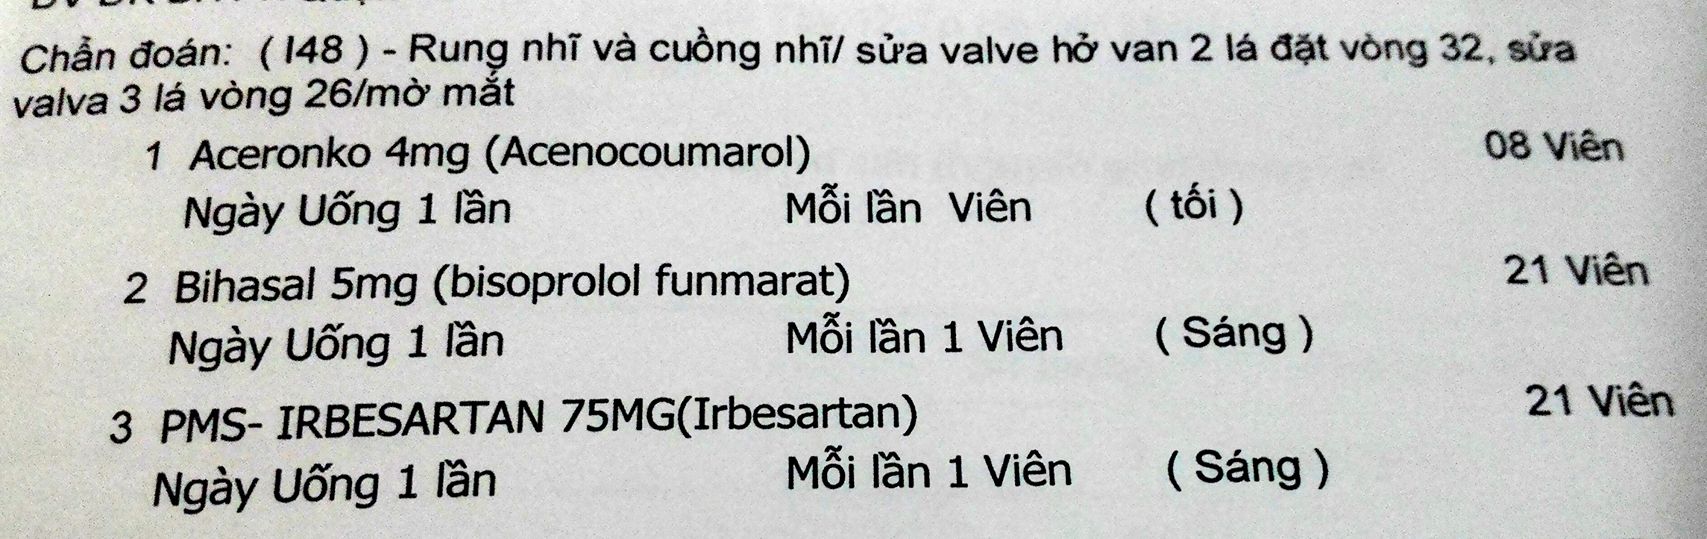 Chẩn đoán: ( I48 ) - Rung nhĩ và cuồng nhĩ/ sửa valve hở van 2 lá đặt vòng 32, sửa
valva 3 lá vòng 26/mờ mắt
1 Aceronko 4mg (Acenocoumarol) 08 Viên
Ngày Uống 1 lần Mỗi lần Viên ( tối )
2 Bihasal 5mg (bisoprolol funmarat) 21 Viên
Ngày Uống 1 lần Mỗi lần 1 Viên ( Sáng )
3 PMS- IRBESARTAN 75MG(Irbesartan) 21 Viên
Ngày Uống 1 lần Mỗi lần 1 Viên ( Sáng )